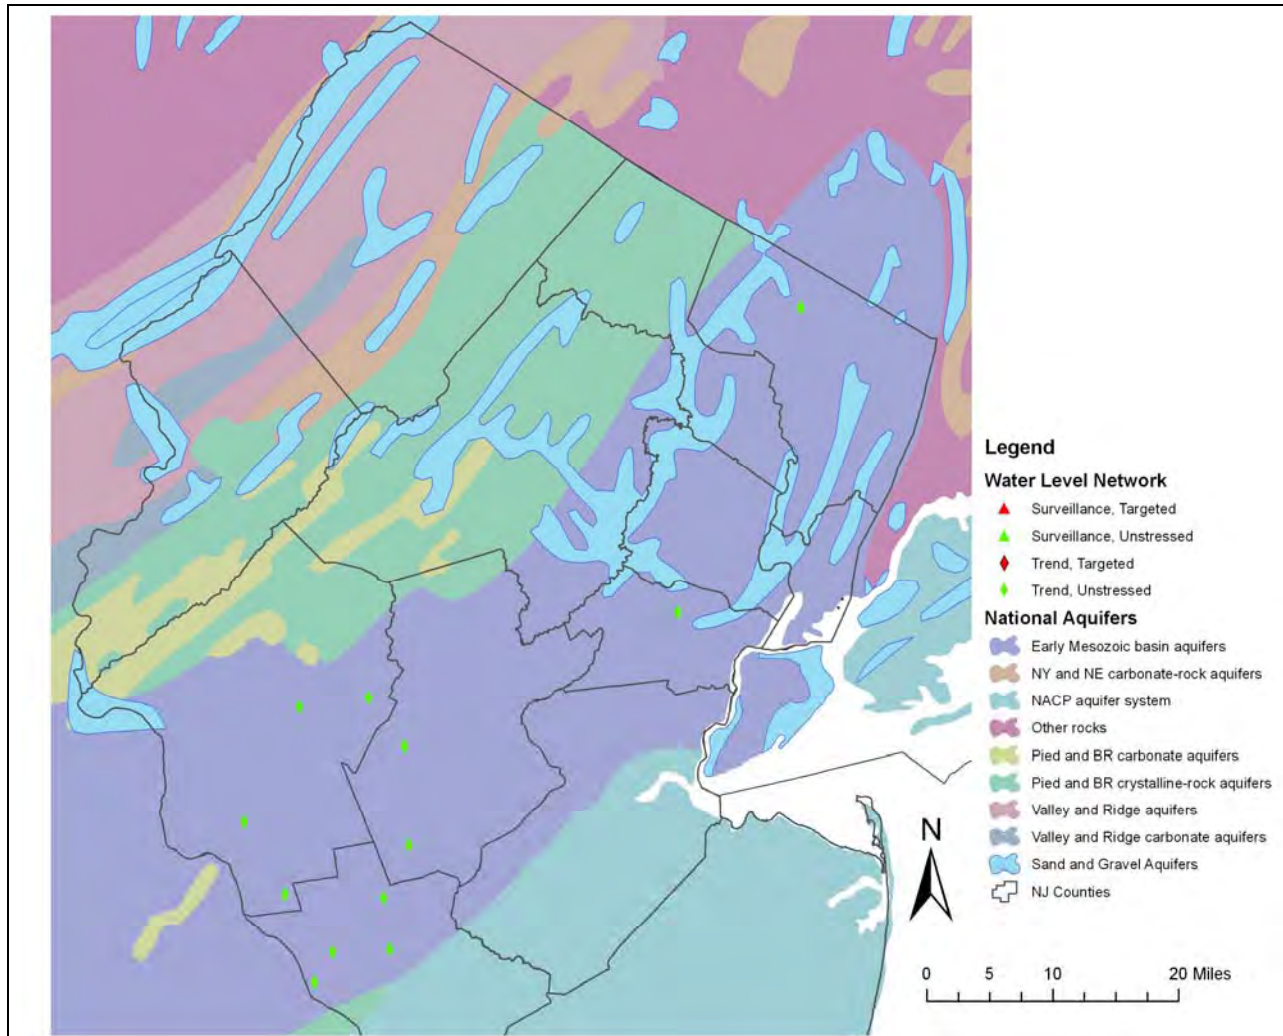 Legend
Water Level Network
Surveillance, Targeted
Surveillance, Unstressed
Trend, Targeted
Trend, Unstressed
National Aquifers
Early Mesozoic basin aquifers
NY and NE carbonate-rock aquifers
NACP aquifer system
Other rocks
Pied and BR carbonate aquifers
Pied and BR crystalline-rock aquifers
Valley and Ridge aquifers
Valley and Ridge carbonate aquifers
Sand and Gravel Aquifers
NJ Counties
N
0 5 10 20 Miles